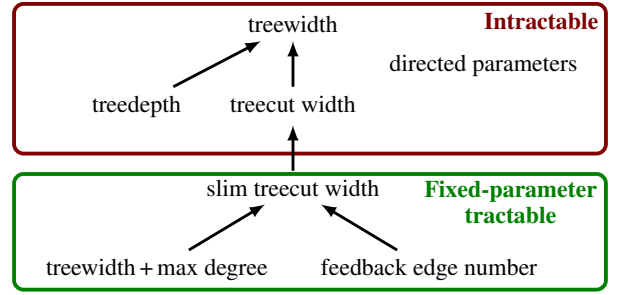 treewidth
Intractable
directed parameters
treedepth
treecut width
slim treecut width
Fixed-parameter
tractable
treewidth + max degree
feedback edge number